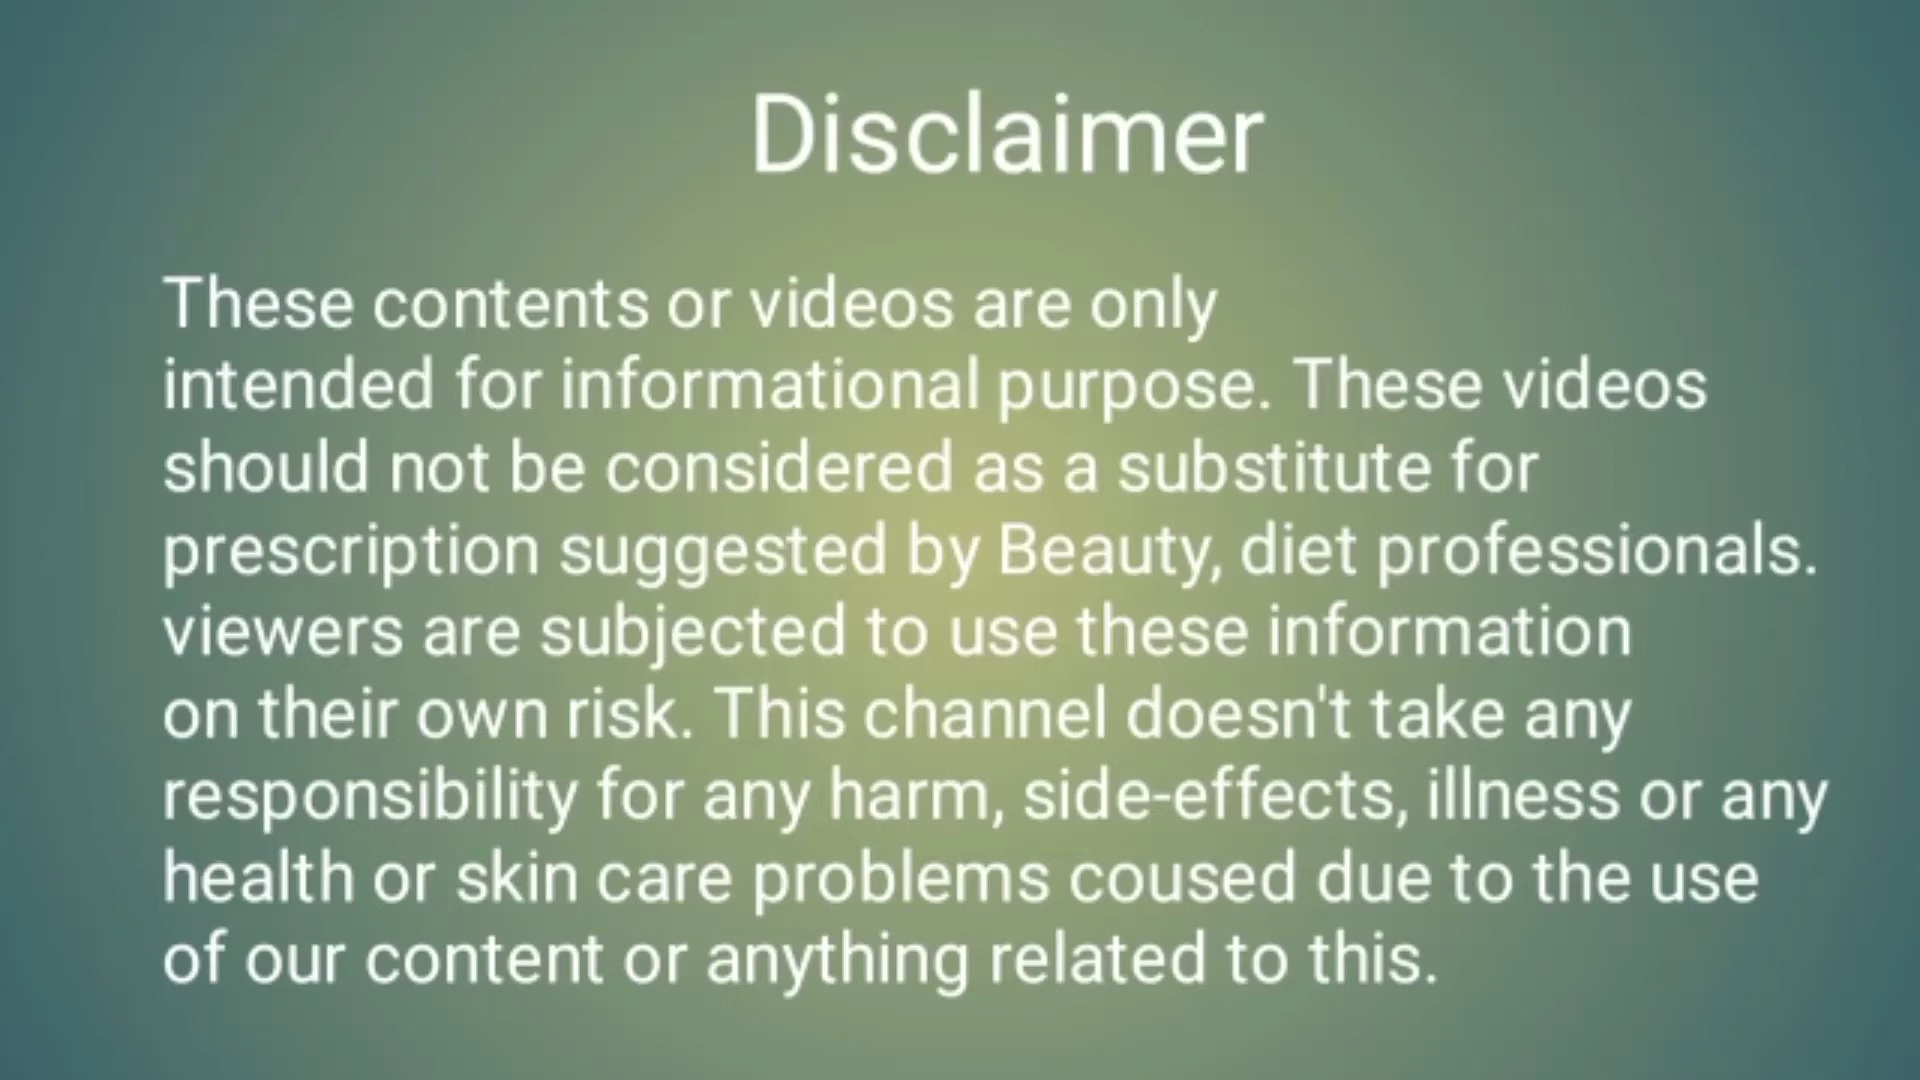 Disclaimer
These contents or videos are only
intended for informational purpose. These videos
should not be considered as a substitute for
prescription suggested by Beauty, diet professionals.
viewers are subjected to use these information
on their own risk. This channel doesn't take any
responsibility for any harm, side-effects, illness or any
health or skin care problems coused due to the use
of our content or anything related to this.